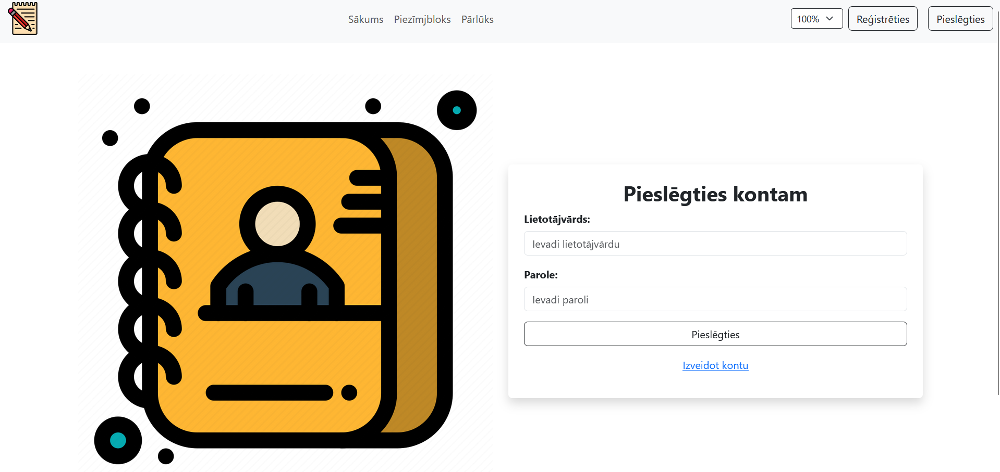 Sākums Piezīmjbloks Pārlūks 100% Reģistrēties Pieslēgties
Pieslēgties kontam
Lietotājvārds:
Ievadi lietotājvārdu
Parole:
Ievadi paroli
Pieslēgties
Izveidot kontu